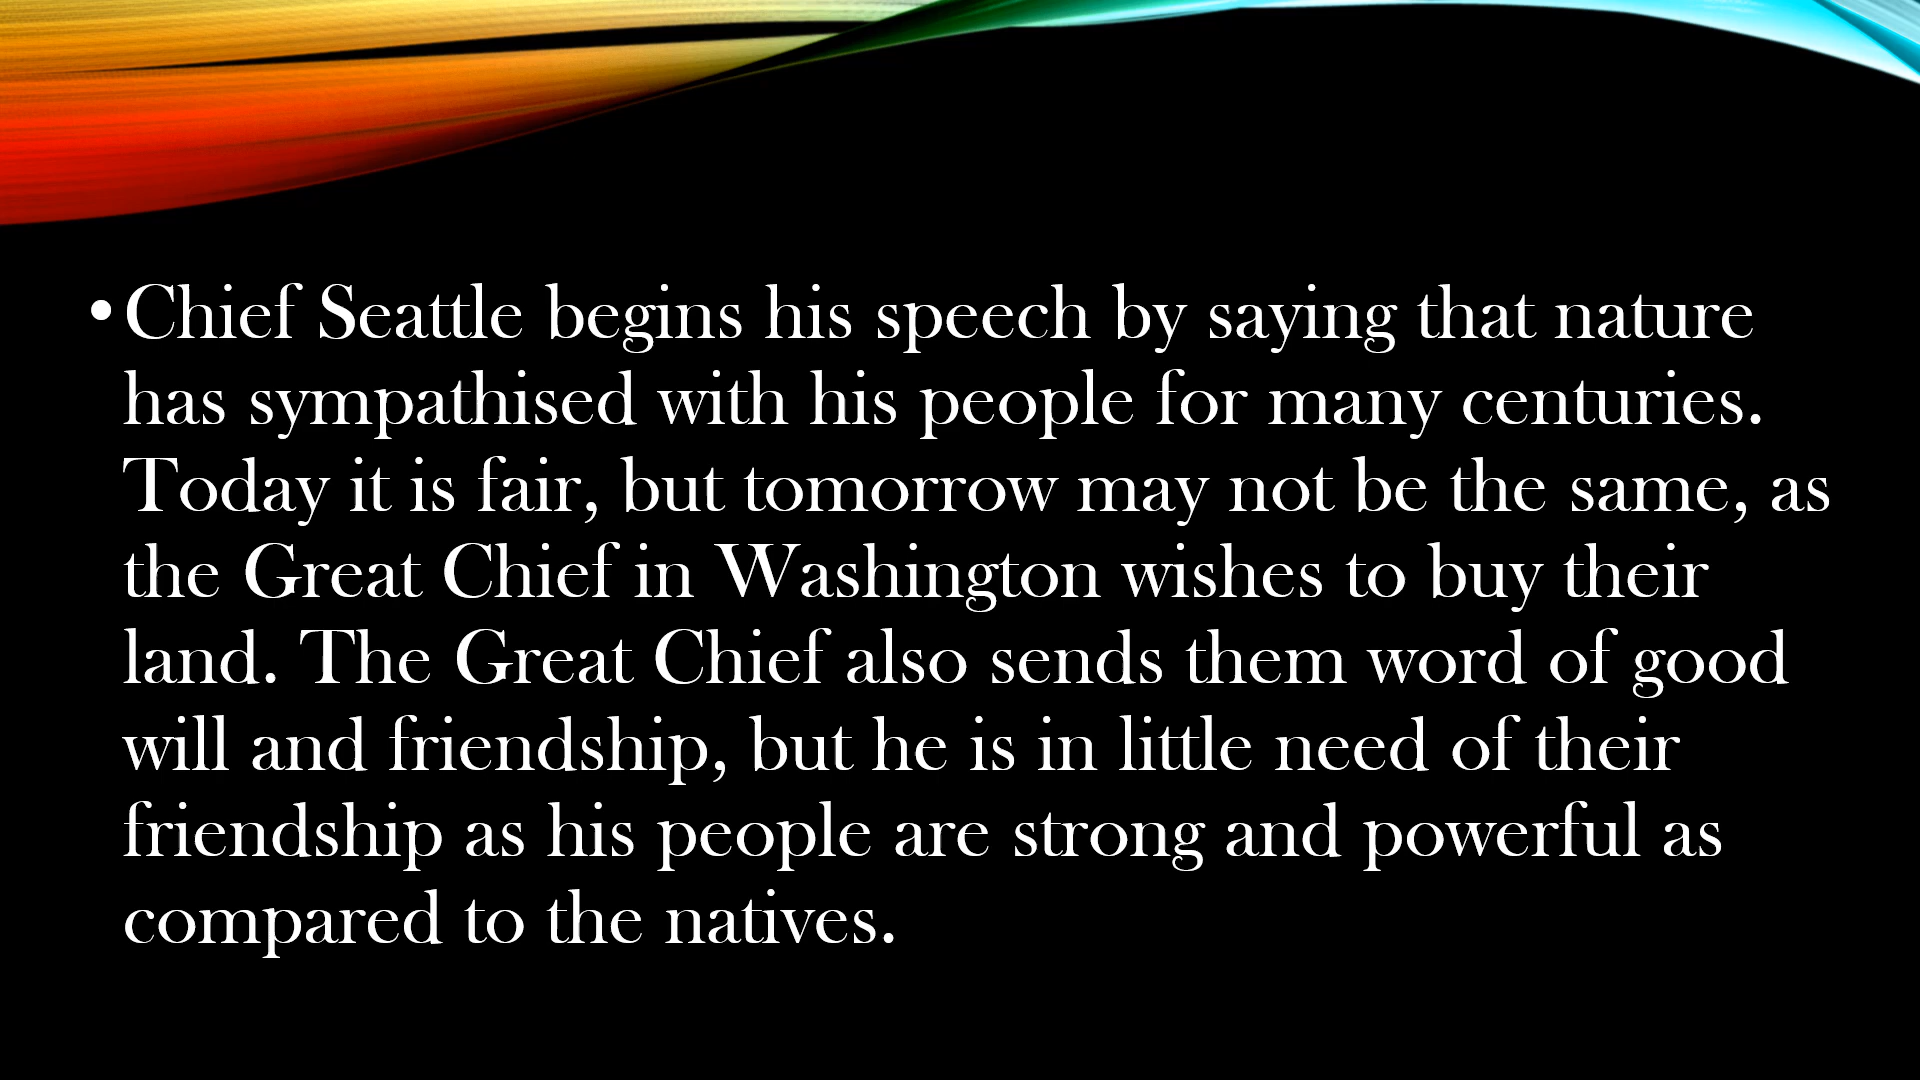 • Chief Seattle begins his speech by saying that nature
has sympathised with his people for many centuries.
Today it is fair, but tomorrow may not be the same, as
the Great Chief in Washington wishes to buy their
land. The Great Chief also sends them word of good
will and friendship, but he is in little need of their
friendship as his people are strong and powerful as
compared to the natives.